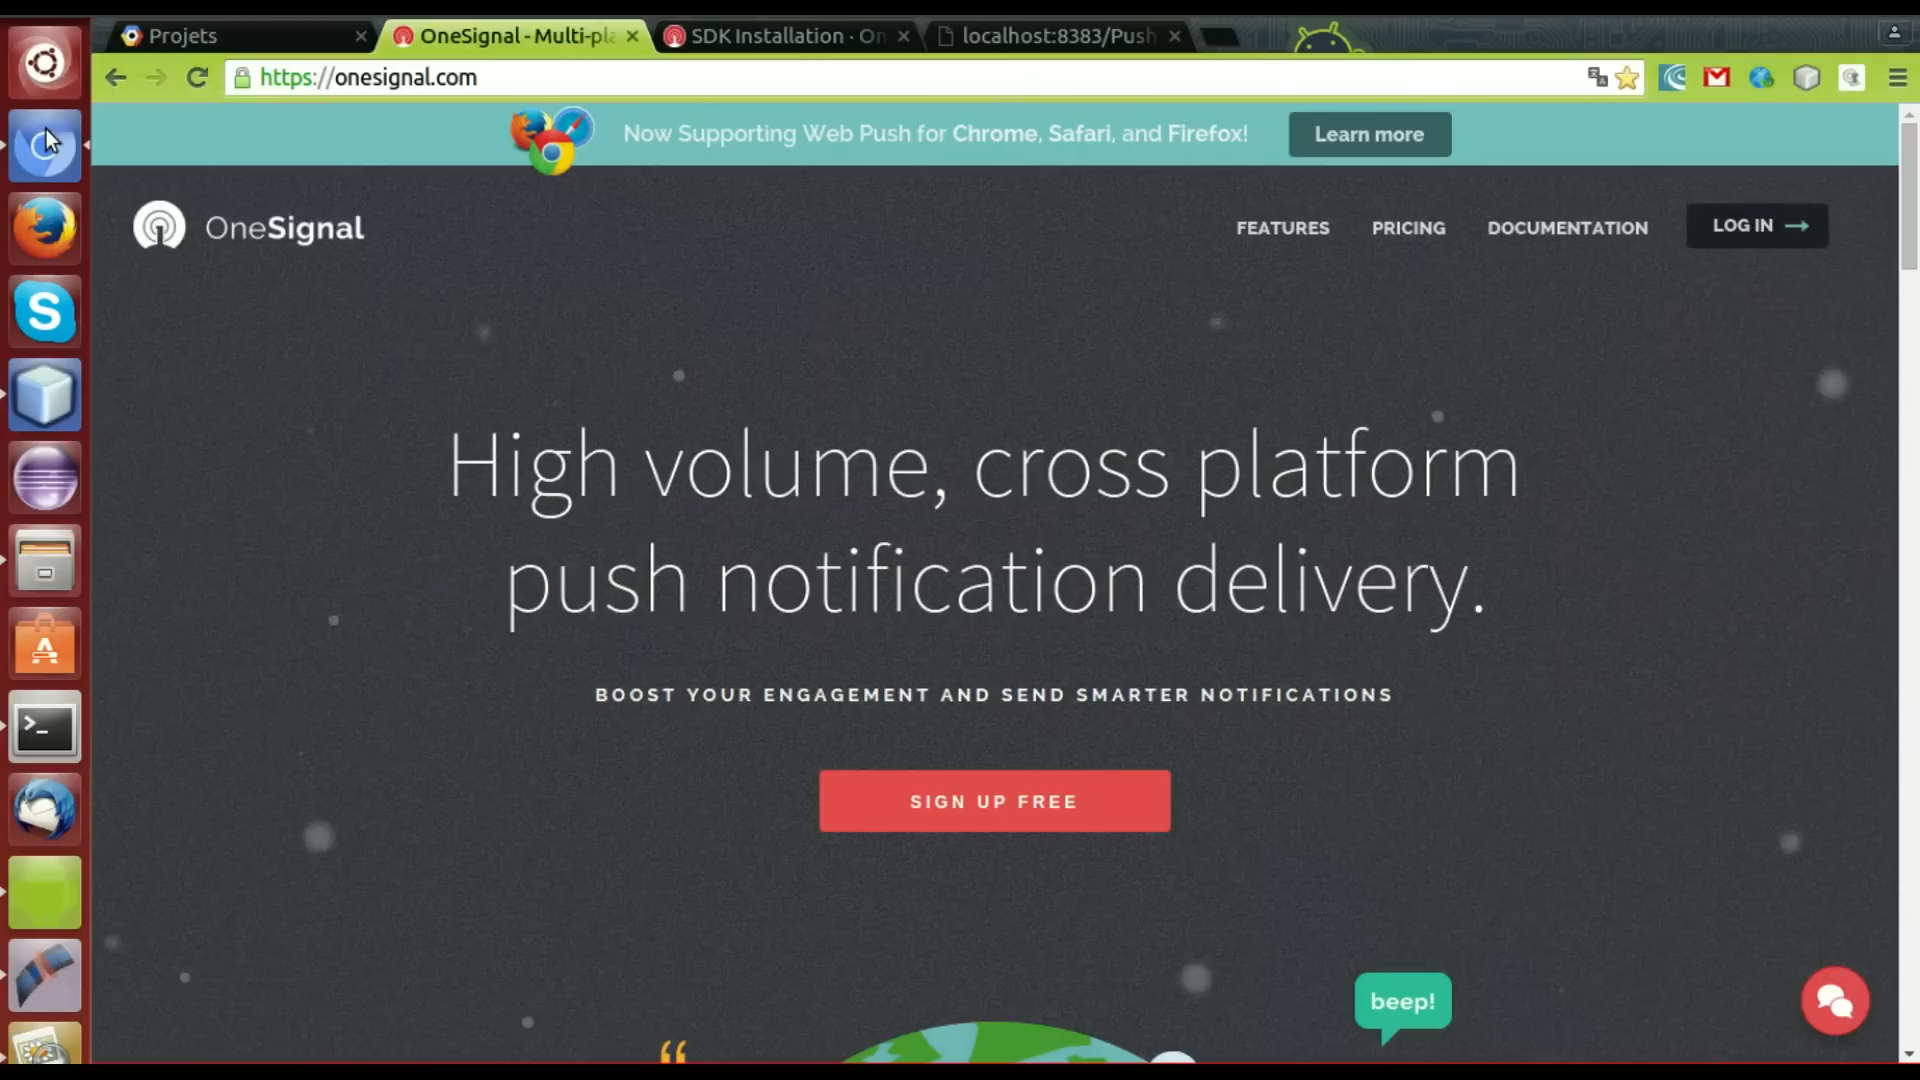 Projets
OneSignal - Multi-pla
SDK Installation · On
localhost:8383/Push
https://onesignal.com
Now Supporting Web Push for Chrome, Safari, and Firefox!
Learn more
OneSignal
FEATURES
PRICING
DOCUMENTATION
LOG IN
High volume, cross platform
push notification delivery.
BOOST YOUR ENGAGEMENT AND SEND SMARTER NOTIFICATIONS
SIGN UP FREE
beep!
“